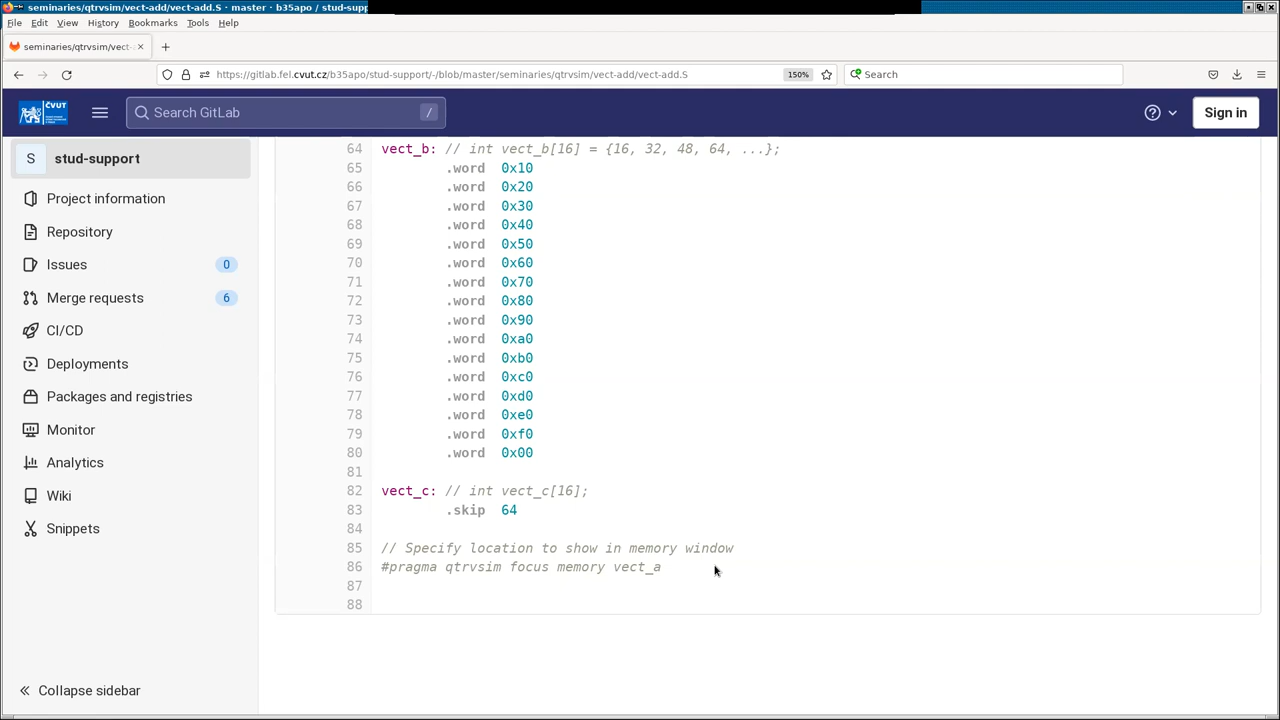 seminaries/qtrvsim/vect-add/vect-add.S · master · b35apo / stud-supp
File Edit View History Bookmarks Tools Help
seminaries/qtrvsim/vect-
https://gitlab.fel.cvut.cz/b35apo/stud-support/-/blob/master/seminaries/qtrvsim/vect-add/vect-add.S 150% Search
ČVUT Search GitLab / Sign in
S stud-support
Project information
Repository
Issues 0
Merge requests 6
CI/CD
Deployments
Packages and registries
Monitor
Analytics
Wiki
Snippets
Collapse sidebar
64 vect_b: // int vect_b[16] = {16, 32, 48, 64, ...};
65 .word 0x10
66 .word 0x20
67 .word 0x30
68 .word 0x40
69 .word 0x50
70 .word 0x60
71 .word 0x70
72 .word 0x80
73 .word 0x90
74 .word 0xa0
75 .word 0xb0
76 .word 0xc0
77 .word 0xd0
78 .word 0xe0
79 .word 0xf0
80 .word 0x00
81
82 vect_c: // int vect_c[16];
83 .skip 64
84
85 // Specify location to show in memory window
86 #pragma qtrvsim focus memory vect_a
87
88